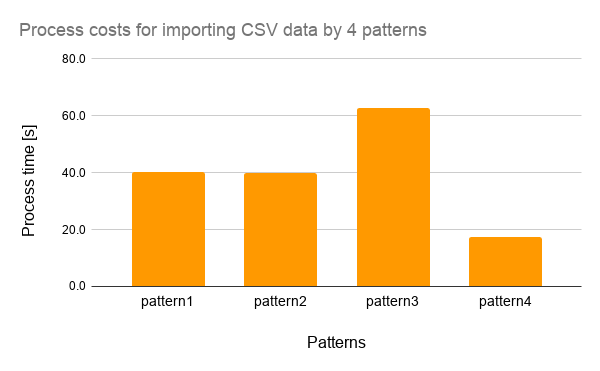 Process costs for importing CSV data by 4 patterns
80.0
60.0
40.0
20.0
0.0
Process time [s]
pattern1
pattern2
pattern3
pattern4
Patterns